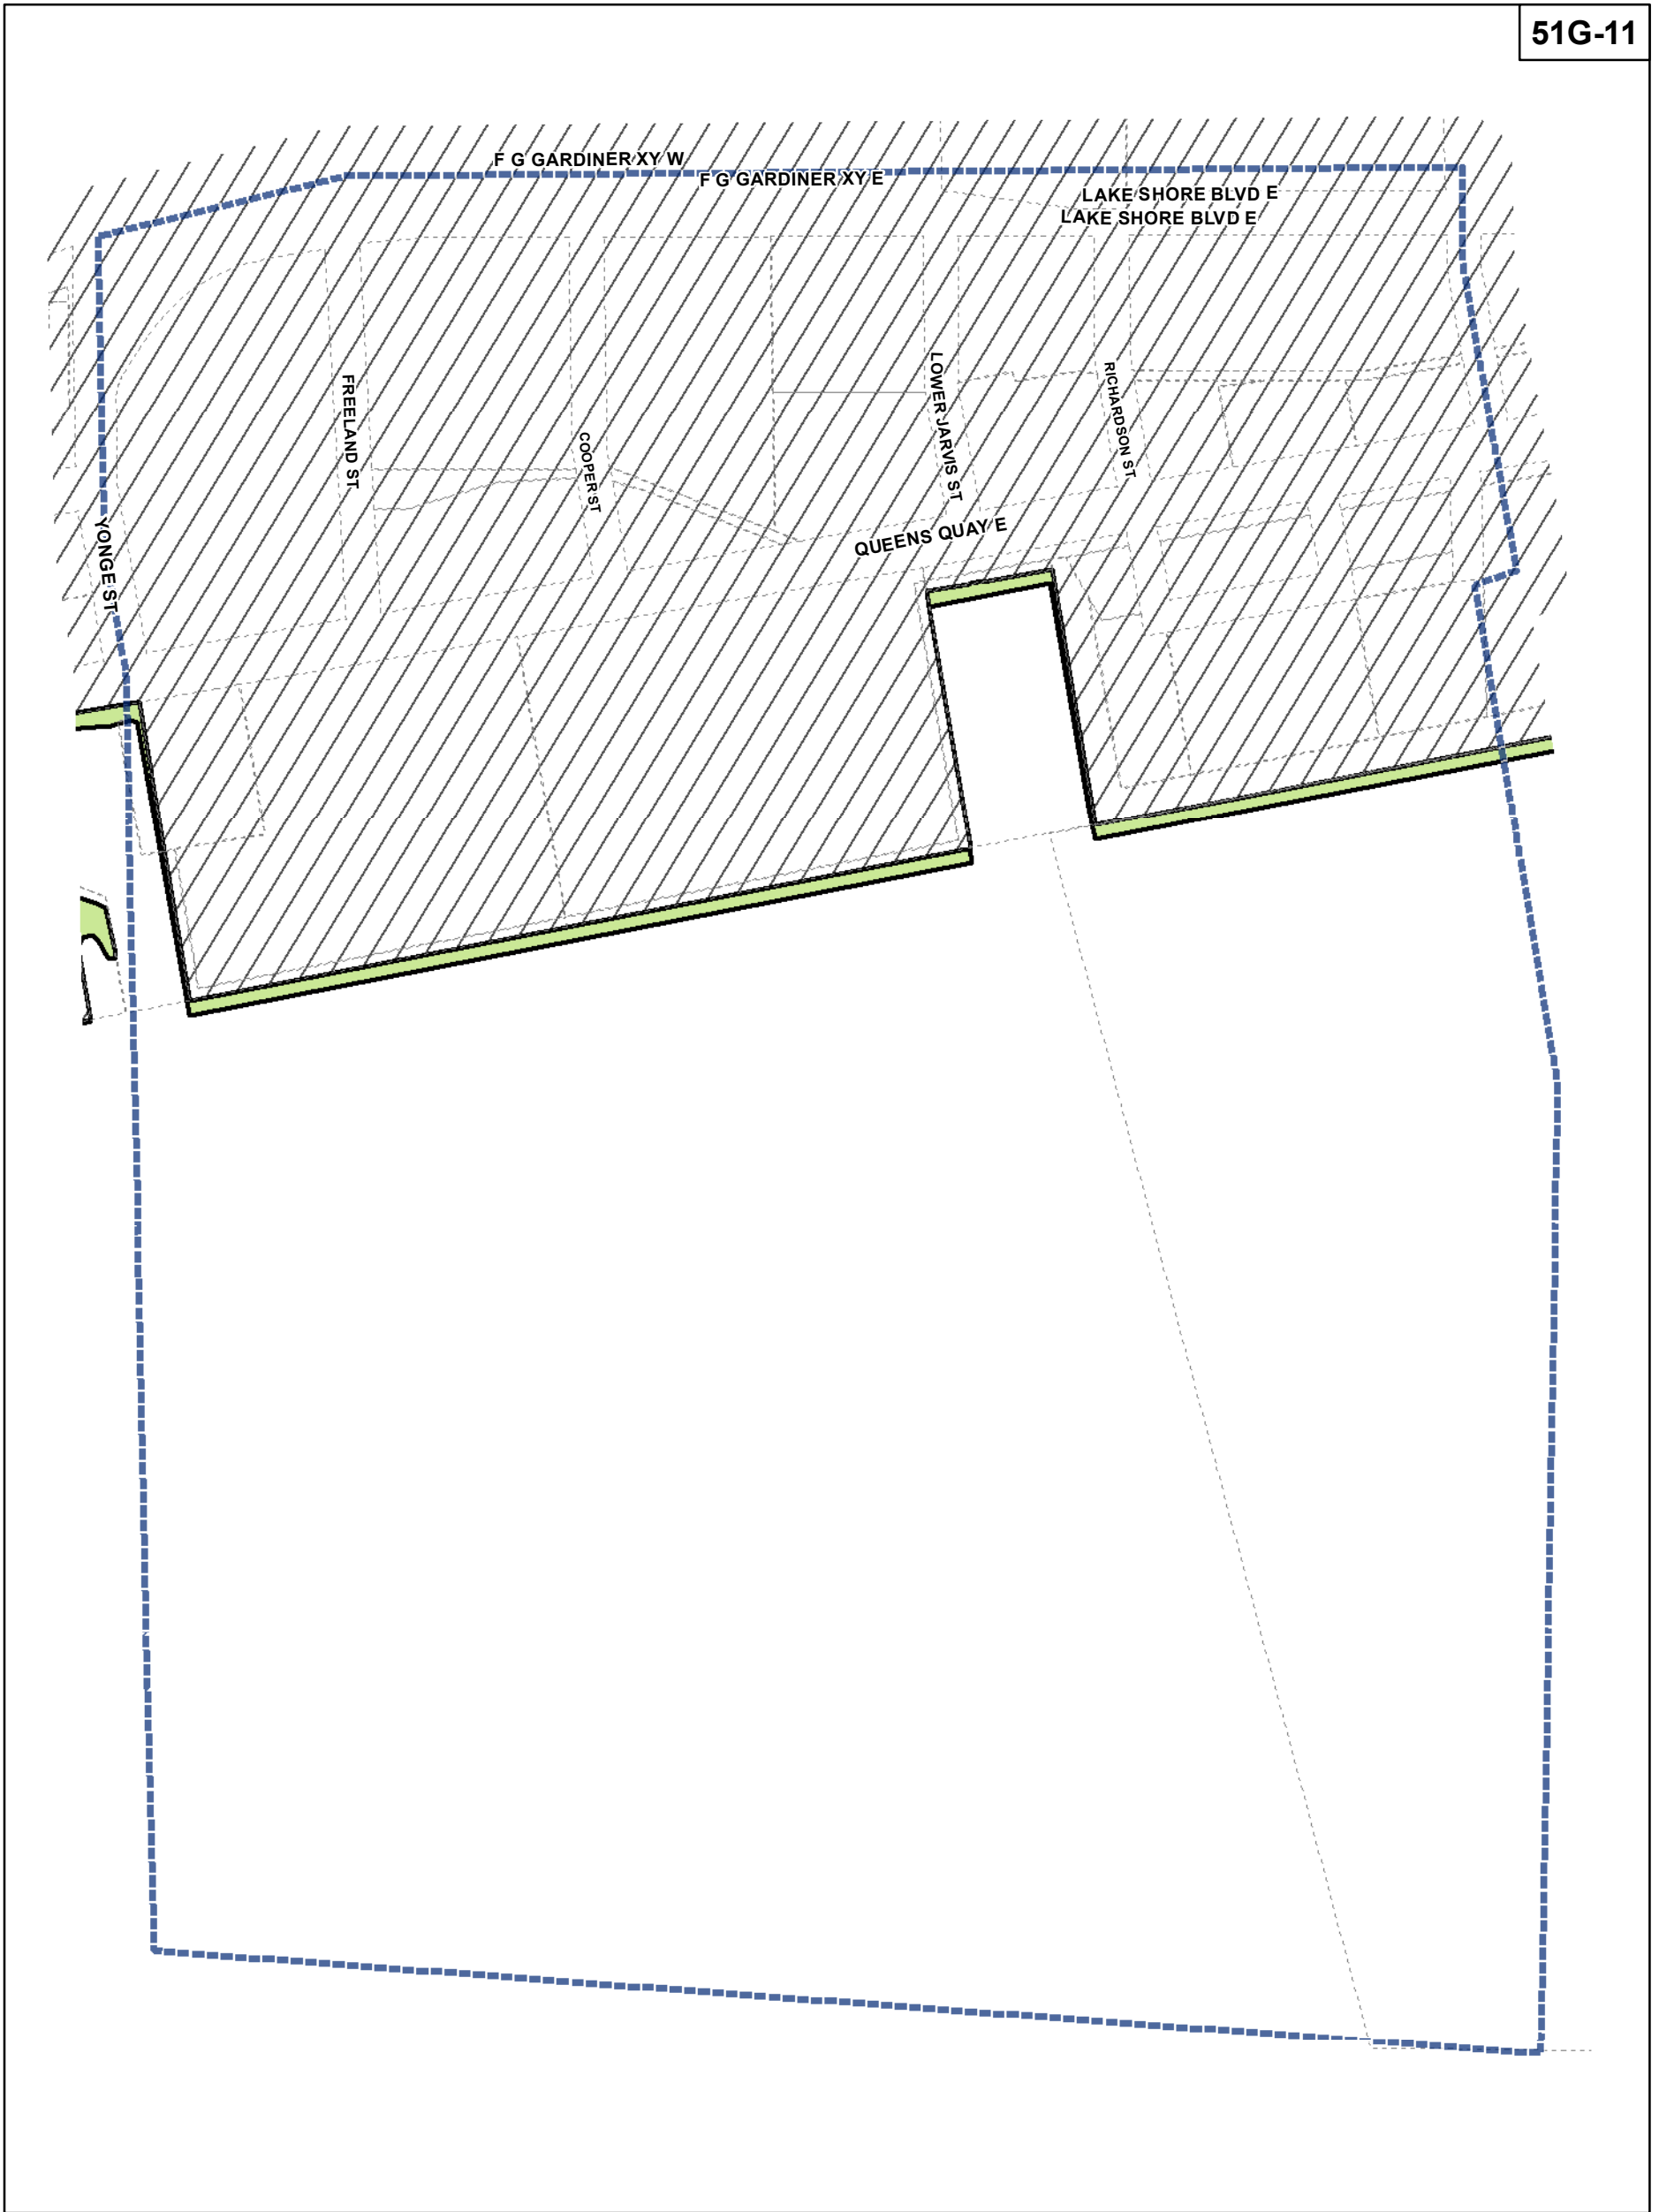 51G-11
F G GARDINER XY W
F G GARDINER XY E
LAKE SHORE BLVD E
LAKE SHORE BLVD E
FREELAND ST
COOPER ST
LOWER JARVIS ST
RICHARDSON ST
YONGE ST
QUEENS QUAY E